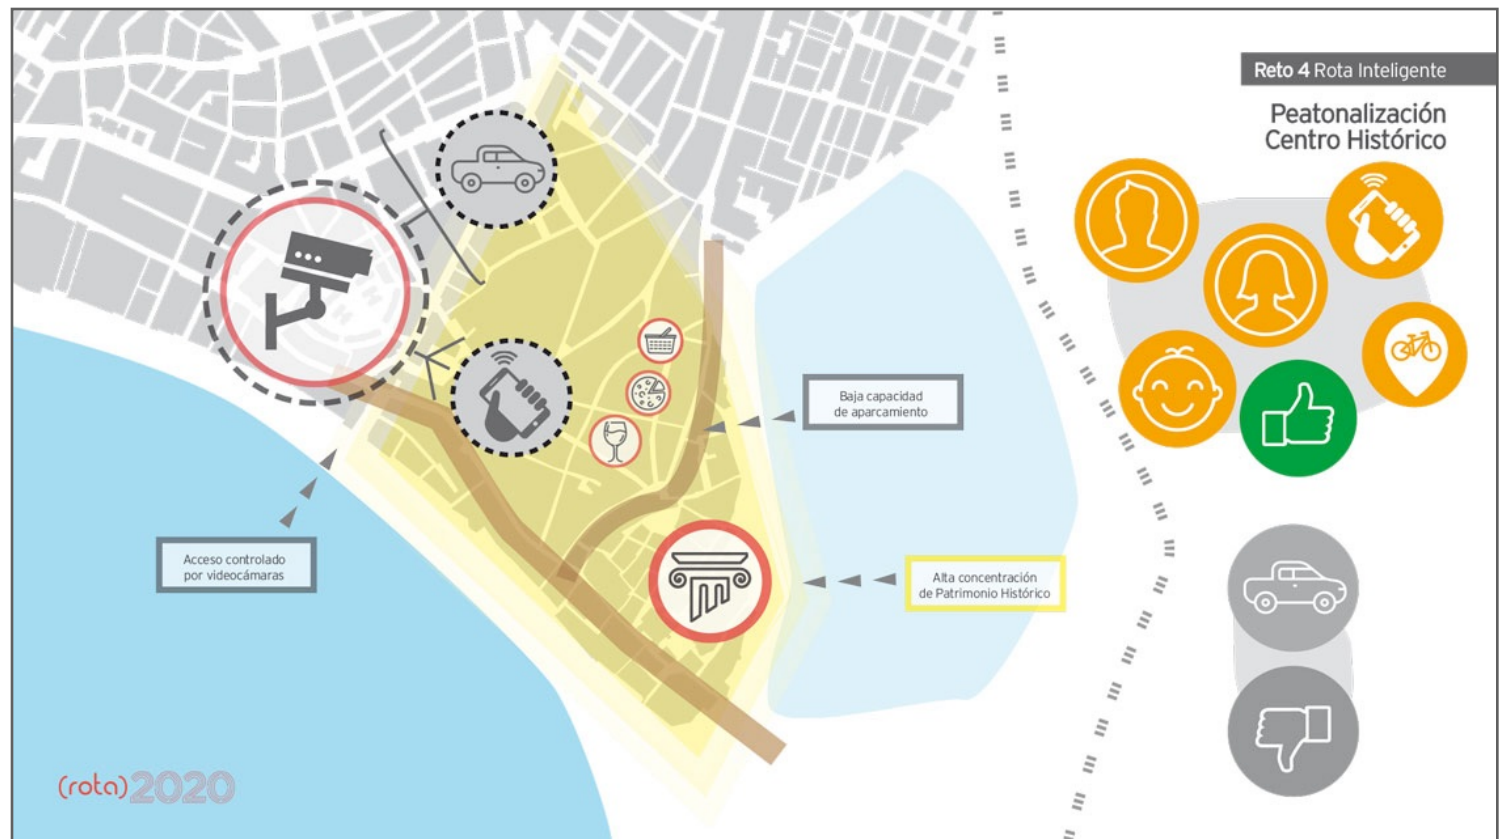 Reto 4 Rota Inteligente
Peatonalización
Centro Histórico
Baja capacidad
de aparcamiento
Acceso controlado
por videocámaras
Alta concentración
de Patrimonio Histórico
(rota) 2020